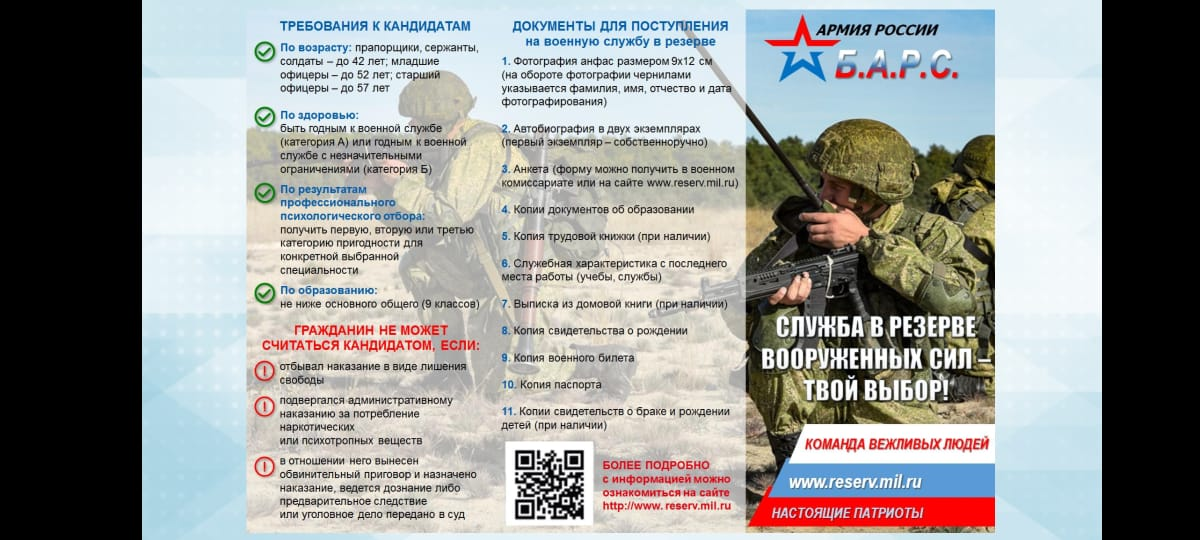 ТРЕБОВАНИЯ К КАНДИДАТАМ
По возрасту: прапорщики, сержанты,
солдаты – до 42 лет; младшие
офицеры – до 52 лет; старший
офицеры – до 57 лет
По здоровью:
быть годным к военной службе
(категория А) или годным к военной
службе с незначительными
ограничениями (категория Б)
По результатам
профессионального
психологического отбора:
получить первую, вторую или третью
категорию пригодности для
конкретной выбранной
специальности
По образованию:
не ниже основного общего (9 классов)
ГРАЖДАНИН НЕ МОЖЕТ
СЧИТАТЬСЯ КАНДИДАТОМ, ЕСЛИ:
отбывал наказание в виде лишения
свободы
подвергался административному
наказанию за потребление
наркотических
или психотропных веществ
в отношении него вынесен
обвинительный приговор и назначено
наказание, ведется дознание либо
предварительное следствие
или уголовное дело передано в суд
ДОКУМЕНТЫ ДЛЯ ПОСТУПЛЕНИЯ
на военную службу в резерве
1. Фотография анфас размером 9х12 см
(на обороте фотографии чернилами
указывается фамилия, имя, отчество и дата
фотографирования)
2. Автобиография в двух экземплярах
(первый экземпляр – собственноручно)
3. Анкета (форму можно получить в военном
комиссариате или на сайте www.reserv.mil.ru)
4. Копии документов об образовании
5. Копия трудовой книжки (при наличии)
6. Служебная характеристика с последнего
места работы (учебы, службы)
7. Выписка из домовой книги (при наличии)
8. Копия свидетельства о рождении
9. Копия военного билета
10. Копия паспорта
11. Копии свидетельств о браке и рождении
детей (при наличии)
БОЛЕЕ ПОДРОБНО
с информацией можно
ознакомиться на сайте
http://www. reserv.mil.ru
АРМИЯ РОССИИ
Б.А.Р.С.
СЛУЖБА В РЕЗЕРВЕ
ВООРУЖЕННЫХ СИЛ –
ТВОЙ ВЫБОР!
КОМАНДА ВЕЖЛИВЫХ ЛЮДЕЙ
www.reserv.mil.ru
НАСТОЯЩИЕ ПАТРИОТЫ